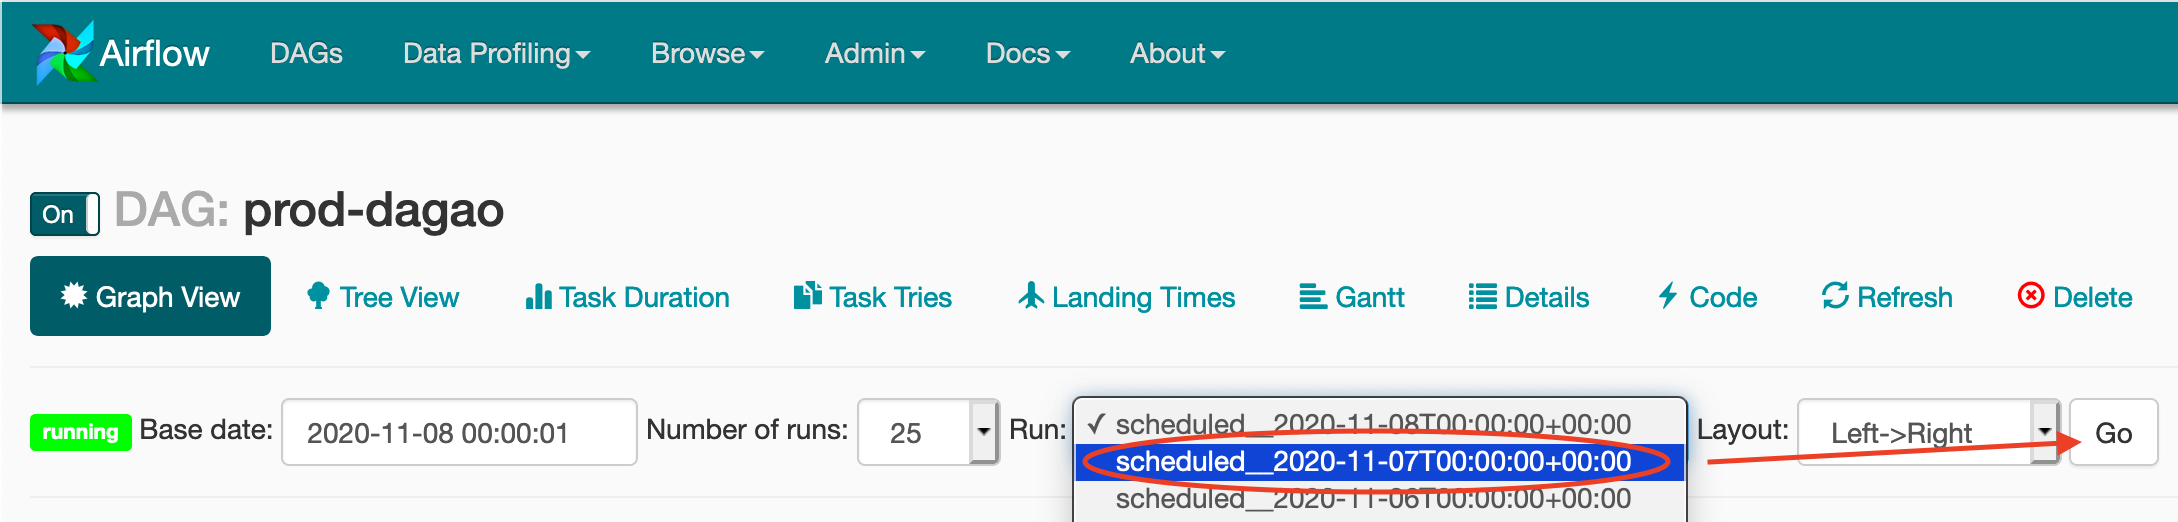 Airflow DAGs Data Profiling Browse Admin Docs About
On DAG: prod-dagao
Graph View Tree View Task Duration Task Tries Landing Times Gantt Details Code Refresh Delete
running Base date: 2020-11-08 00:00:01 Number of runs: 25 Run: ✓ scheduled__2020-11-08T00:00:00+00:00 Layout: Left->Right Go
scheduled__2020-11-07T00:00:00+00:00
scheduled__2020-11-06T00:00:00+00:00